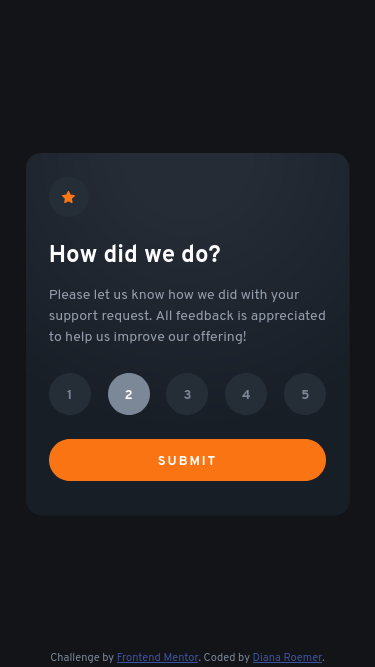 How did we do?
Please let us know how we did with your
support request. All feedback is appreciated
to help us improve our offering!
1 2 3 4 5
SUBMIT
Challenge by Frontend Mentor. Coded by Diana Roemer.